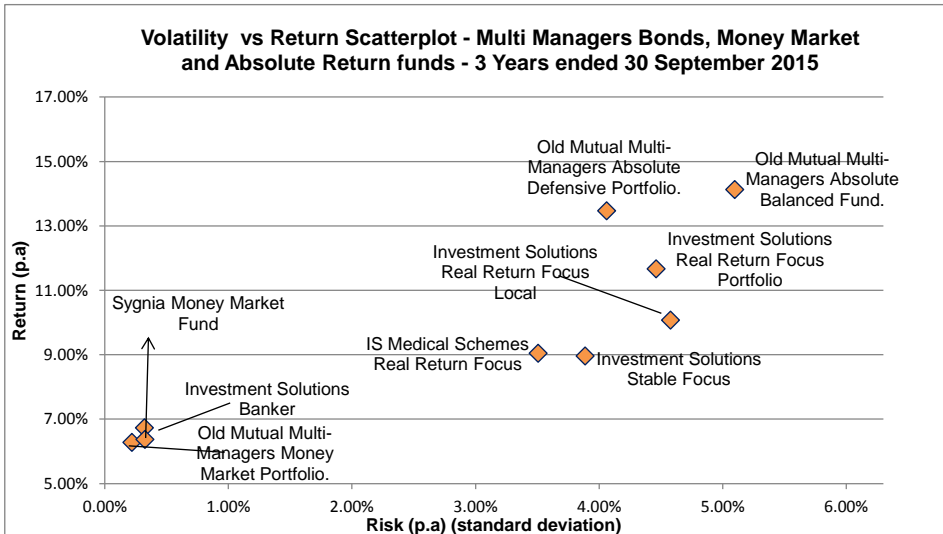 Volatility vs Return Scatterplot - Multi Managers Bonds, Money Market
and Absolute Return funds - 3 Years ended 30 September 2015
Return (p.a)
17.00%
15.00%
13.00%
11.00%
9.00%
7.00%
5.00%
Old Mutual Multi-
Managers Absolute
Defensive Portfolio.
Old Mutual Multi-
Managers Absolute
Balanced Fund.
Investment Solutions
Real Return Focus
Portfolio
Investment Solutions
Real Return Focus
Local
Sygnia Money Market
Fund
IS Medical Schemes
Real Return Focus
Investment Solutions
Stable Focus
Investment Solutions
Banker
Old Mutual Multi-
Managers Money
Market Portfolio.
0.00%
1.00%
2.00%
3.00%
4.00%
5.00%
6.00%
Risk (p.a) (standard deviation)